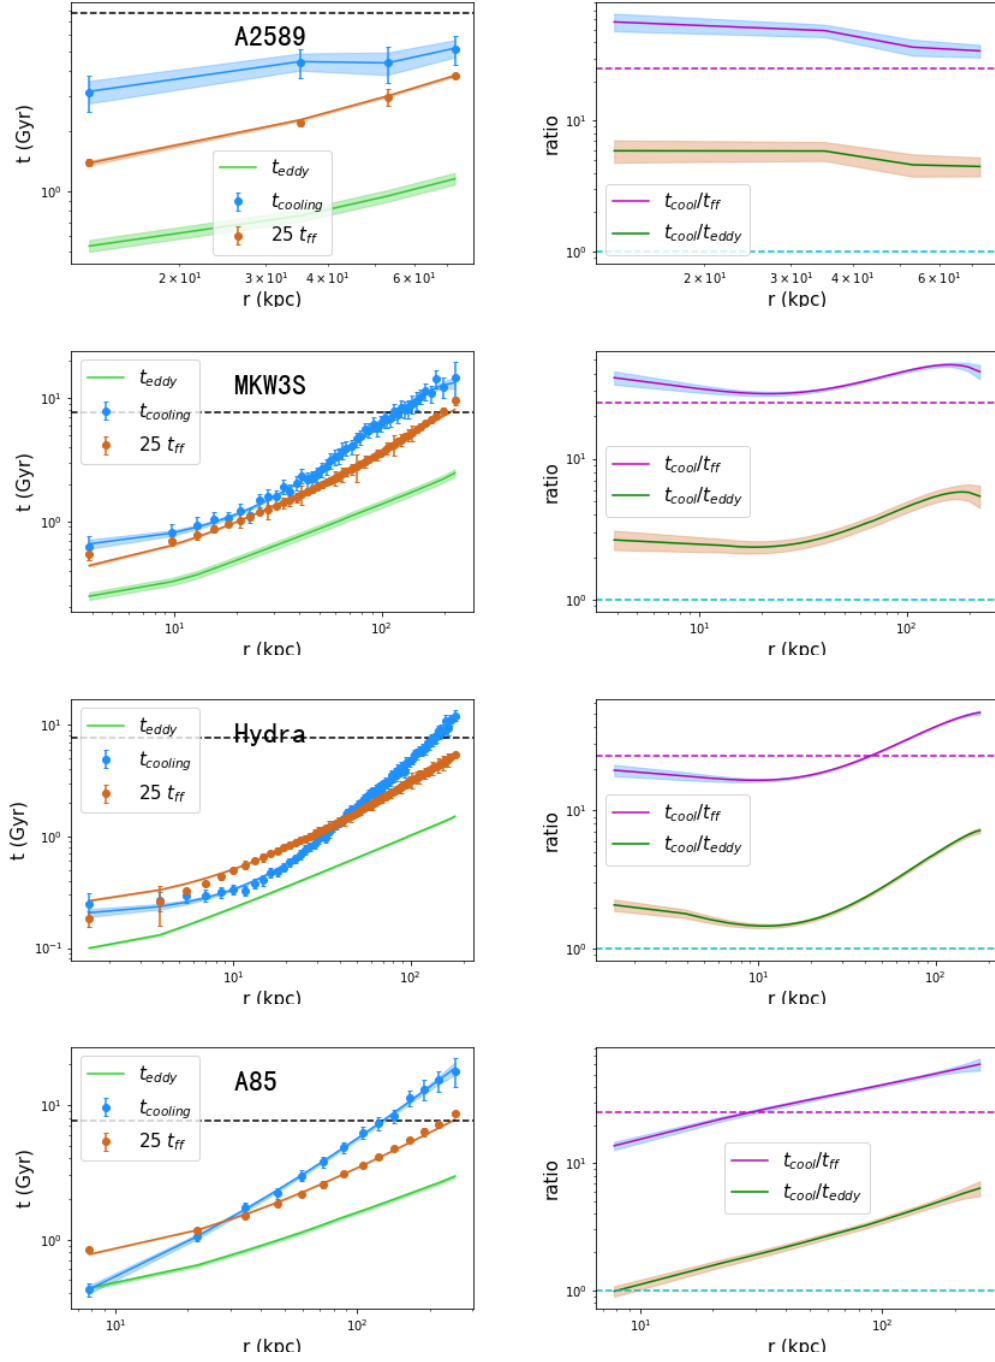 A2589
t (Gyr)
10⁰
t_eddy
t_cooling
25 t_ff
2 × 10¹ 3 × 10¹ 4 × 10¹ 6 × 10¹
r (kpc)
ratio
10¹
10⁰
t_cool/t_ff
t_cool/t_eddy
2 × 10¹ 3 × 10¹ 4 × 10¹ 6 × 10¹
r (kpc)
MKW3S
t (Gyr)
10¹
10⁰
t_eddy
t_cooling
25 t_ff
10¹ 10²
r (kpc)
ratio
10¹
10⁰
t_cool/t_ff
t_cool/t_eddy
10¹ 10²
r (kpc)
Hydra
t (Gyr)
10¹
10⁰
10⁻¹
t_eddy
t_cooling
25 t_ff
10¹ 10²
r (kpc)
ratio
10¹
10⁰
t_cool/t_ff
t_cool/t_eddy
10¹ 10²
r (kpc)
A85
t (Gyr)
10¹
10⁰
t_eddy
t_cooling
25 t_ff
10¹ 10²
r (kpc)
ratio
10¹
10⁰
t_cool/t_ff
t_cool/t_eddy
10¹ 10²
r (kpc)